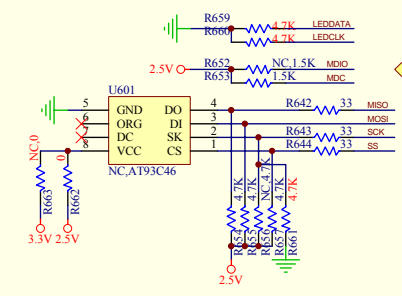 R659 4.7K LEDDATA
R660 4.7K LEDCLK
2.5V R652 NC,1.5K MDIO
R653 1.5K MDC
U601
5 GND DO 4 R642 33 MISO
6 ORG DI 3 MOSI
7 DC SK 2 R643 33 SCK
8 VCC CS 1 R644 33 SS
NC,AT93C46
NC,0
0
R663
R662
3.3V 2.5V
4.7K
4.7K
NC,4.7K
4.7K
4.7K
R654
R655
R656
R657
R661
2.5V